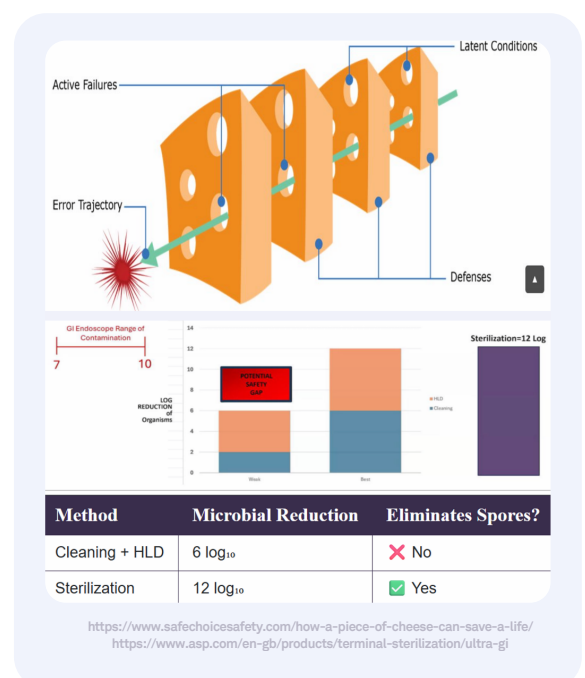 Latent Conditions
Active Failures
Error Trajectory
Defenses
GI Endoscope Range of
Contamination
7 10
LOG
REDUCTION
of
Organisms
14
12
10
8
6
4
2
0
POTENTIAL
SAFETY
GAP
Weak
Best
HLD
Cleaning
Sterilization=12 Log
Method Microbial Reduction Eliminates Spores?
Cleaning + HLD 6 log₁₀ ❌ No
Sterilization 12 log₁₀ ✅ Yes
https://www.safechoicesafety.com/how-a-piece-of-cheese-can-save-a-life/
https://www.asp.com/en-gb/products/terminal-sterilization/ultra-gi